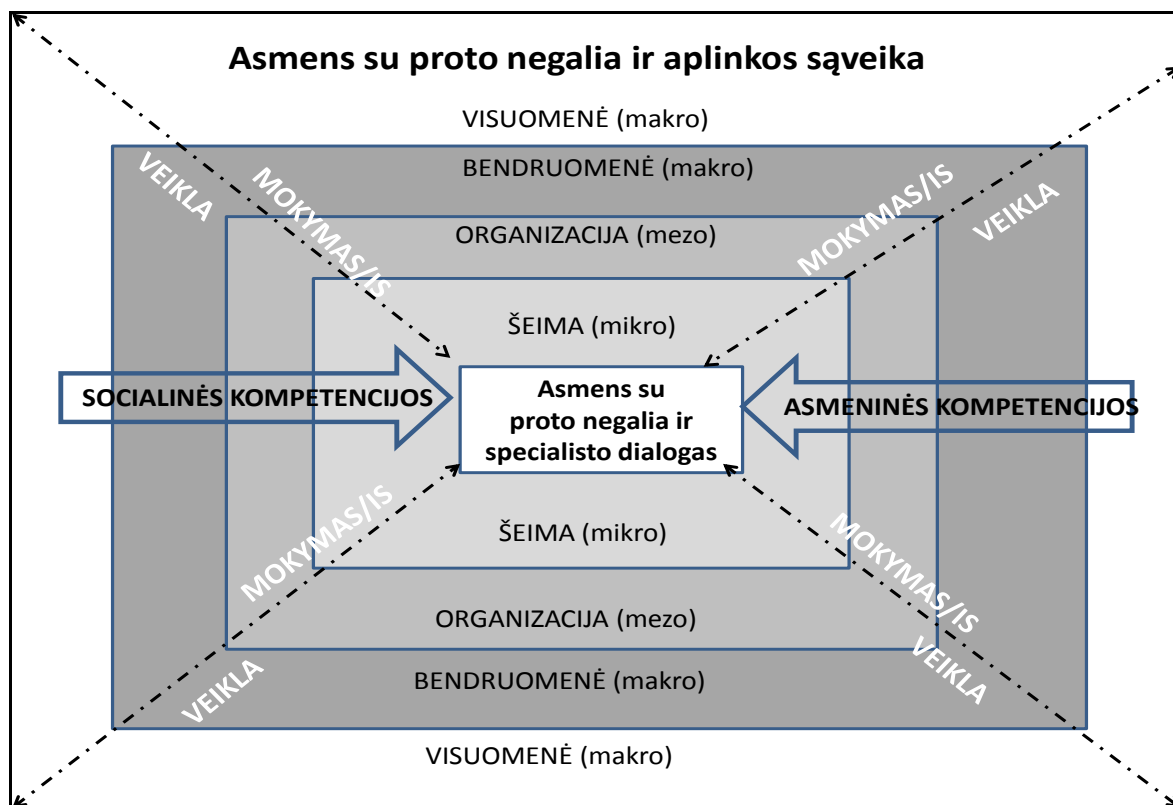 Asmens su proto negalia ir aplinkos sąveika
VISUOMENĖ (makro)
BENDRUOMENĖ (makro)
VEIKLA
MOKYMAS/IS
MOKYMAS/IS
VEIKLA
ORGANIZACIJA (mezo)
ŠEIMA (mikro)
SOCIALINĖS KOMPETENCIJOS
Asmens su
proto negalia ir
specialisto dialogas
ASMENINĖS KOMPETENCIJOS
ŠEIMA (mikro)
MOKYMAS/IS
MOKYMAS/IS
ORGANIZACIJA (mezo)
VEIKLA
VEIKLA
BENDRUOMENĖ (makro)
VISUOMENĖ (makro)